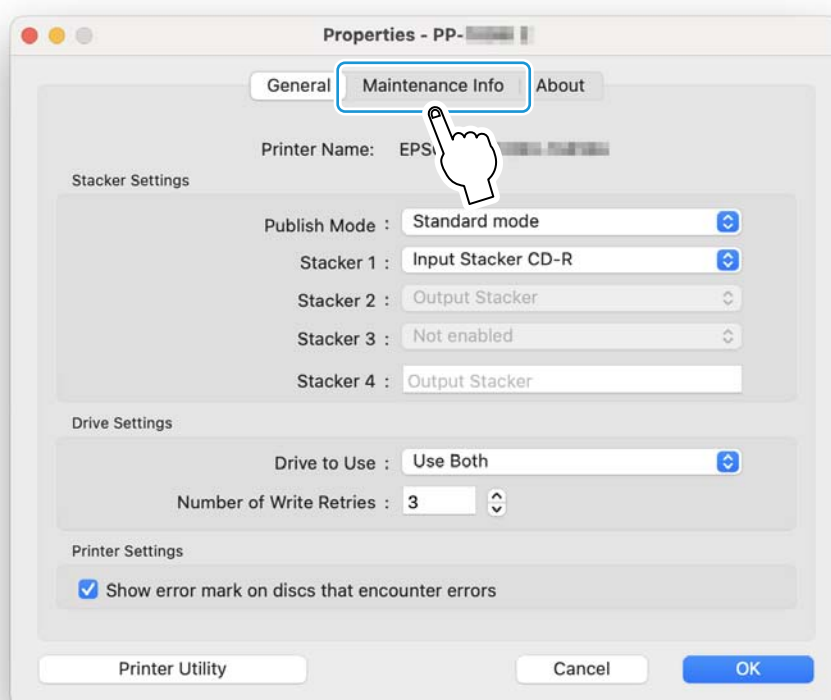 Properties - PP-
General Maintenance Info About
Printer Name: EPS
Stacker Settings
Publish Mode : Standard mode
Stacker 1 : Input Stacker CD-R
Stacker 2 : Output Stacker
Stacker 3 : Not enabled
Stacker 4 : Output Stacker
Drive Settings
Drive to Use : Use Both
Number of Write Retries : 3
Printer Settings
Show error mark on discs that encounter errors
Printer Utility Cancel OK